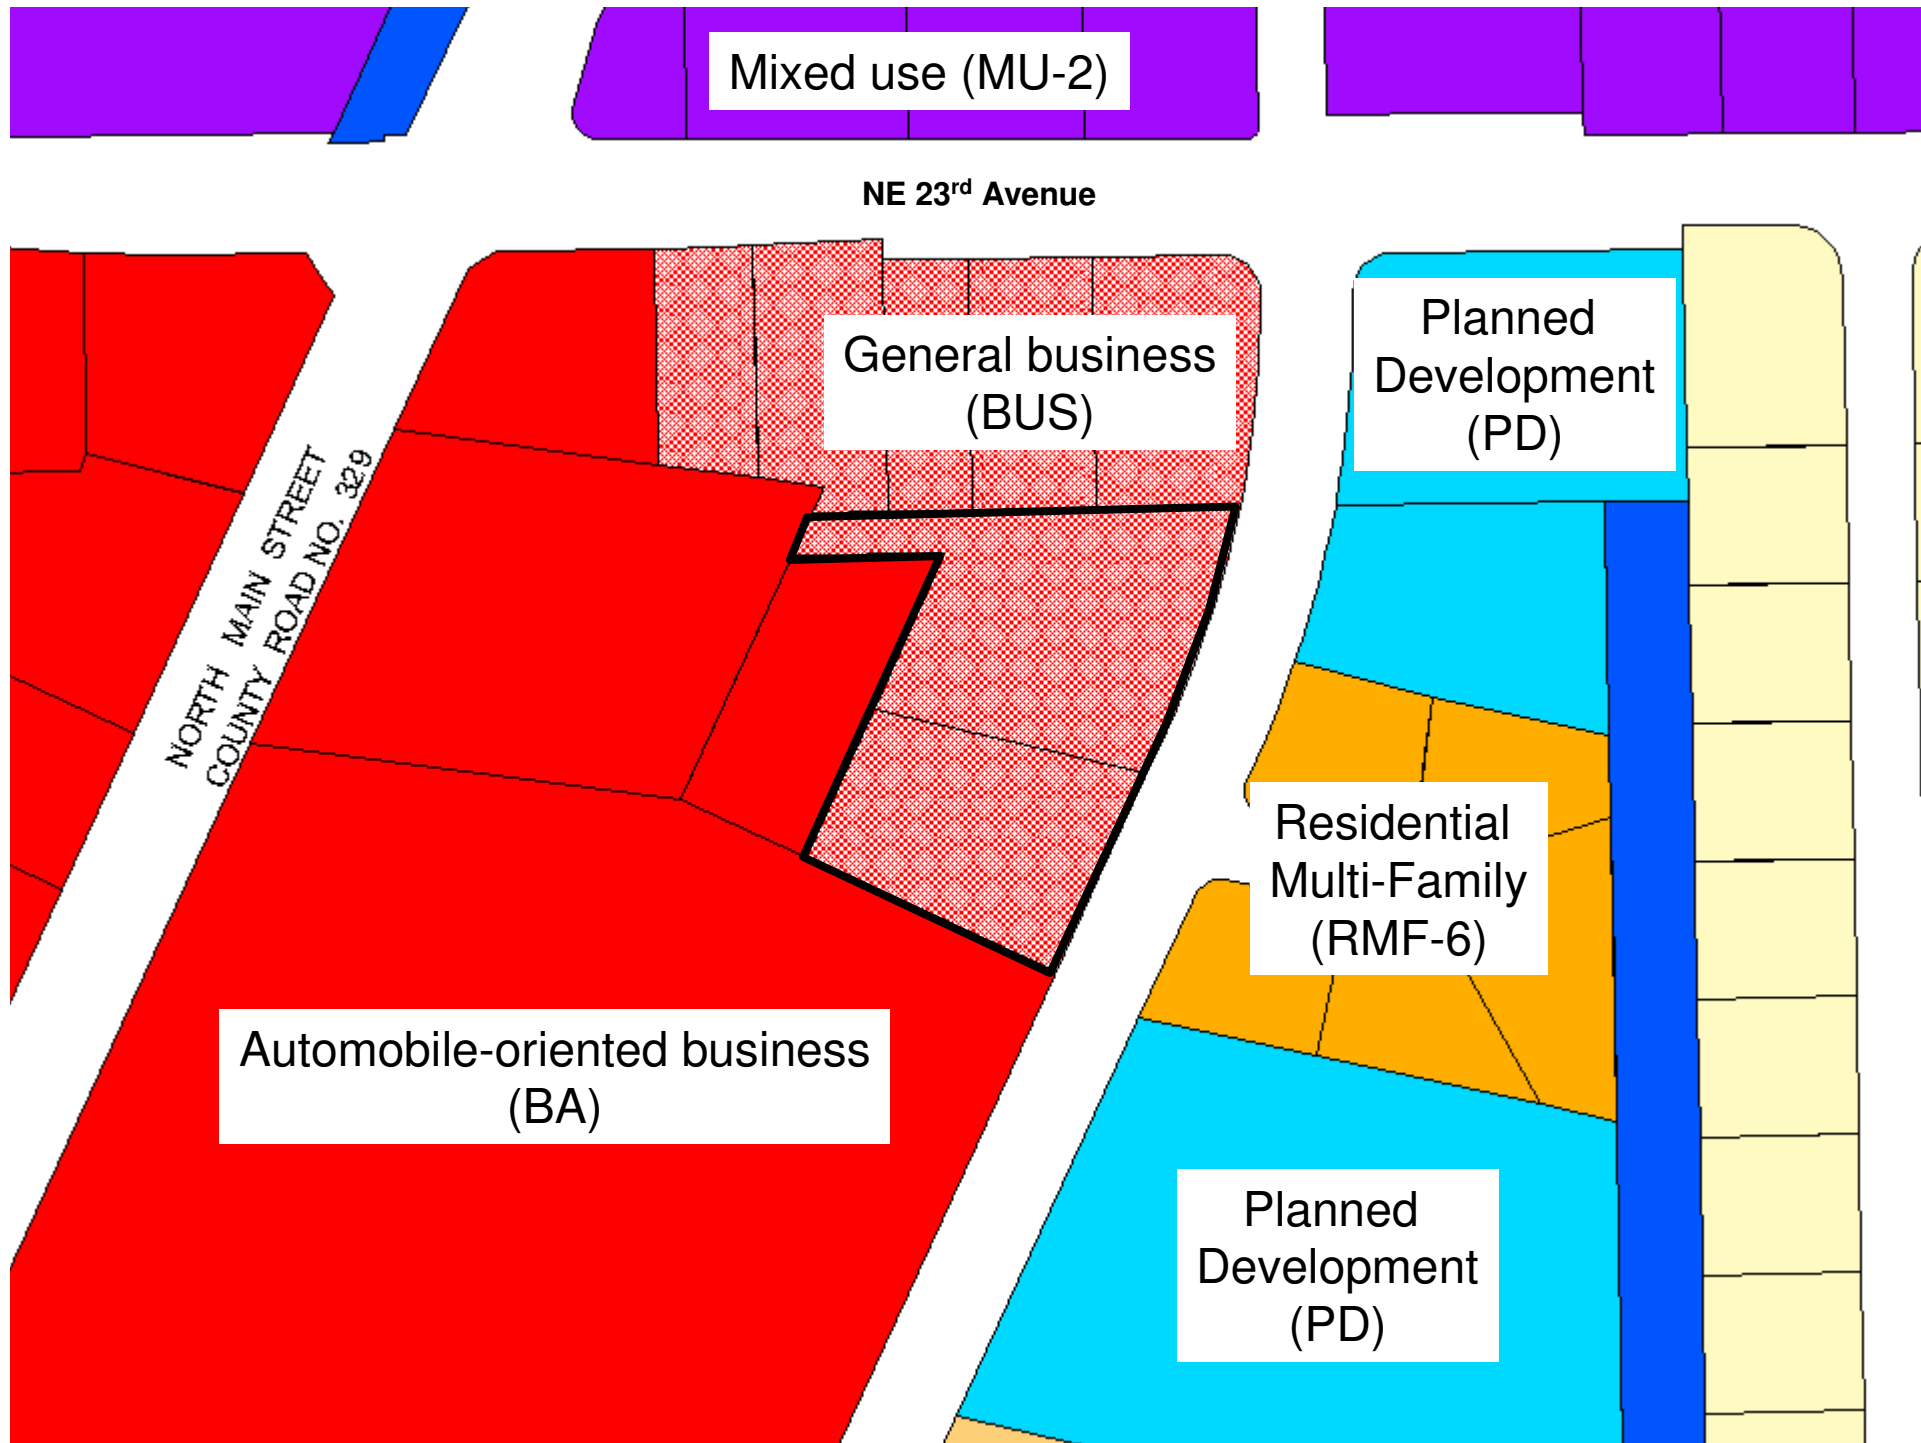 Mixed use (MU-2)
NE 23rd Avenue
General business
(BUS)
Planned
Development
(PD)
NORTH MAIN STREET
COUNTY ROAD NO. 329
Residential
Multi-Family
(RMF-6)
Automobile-oriented business
(BA)
Planned
Development
(PD)